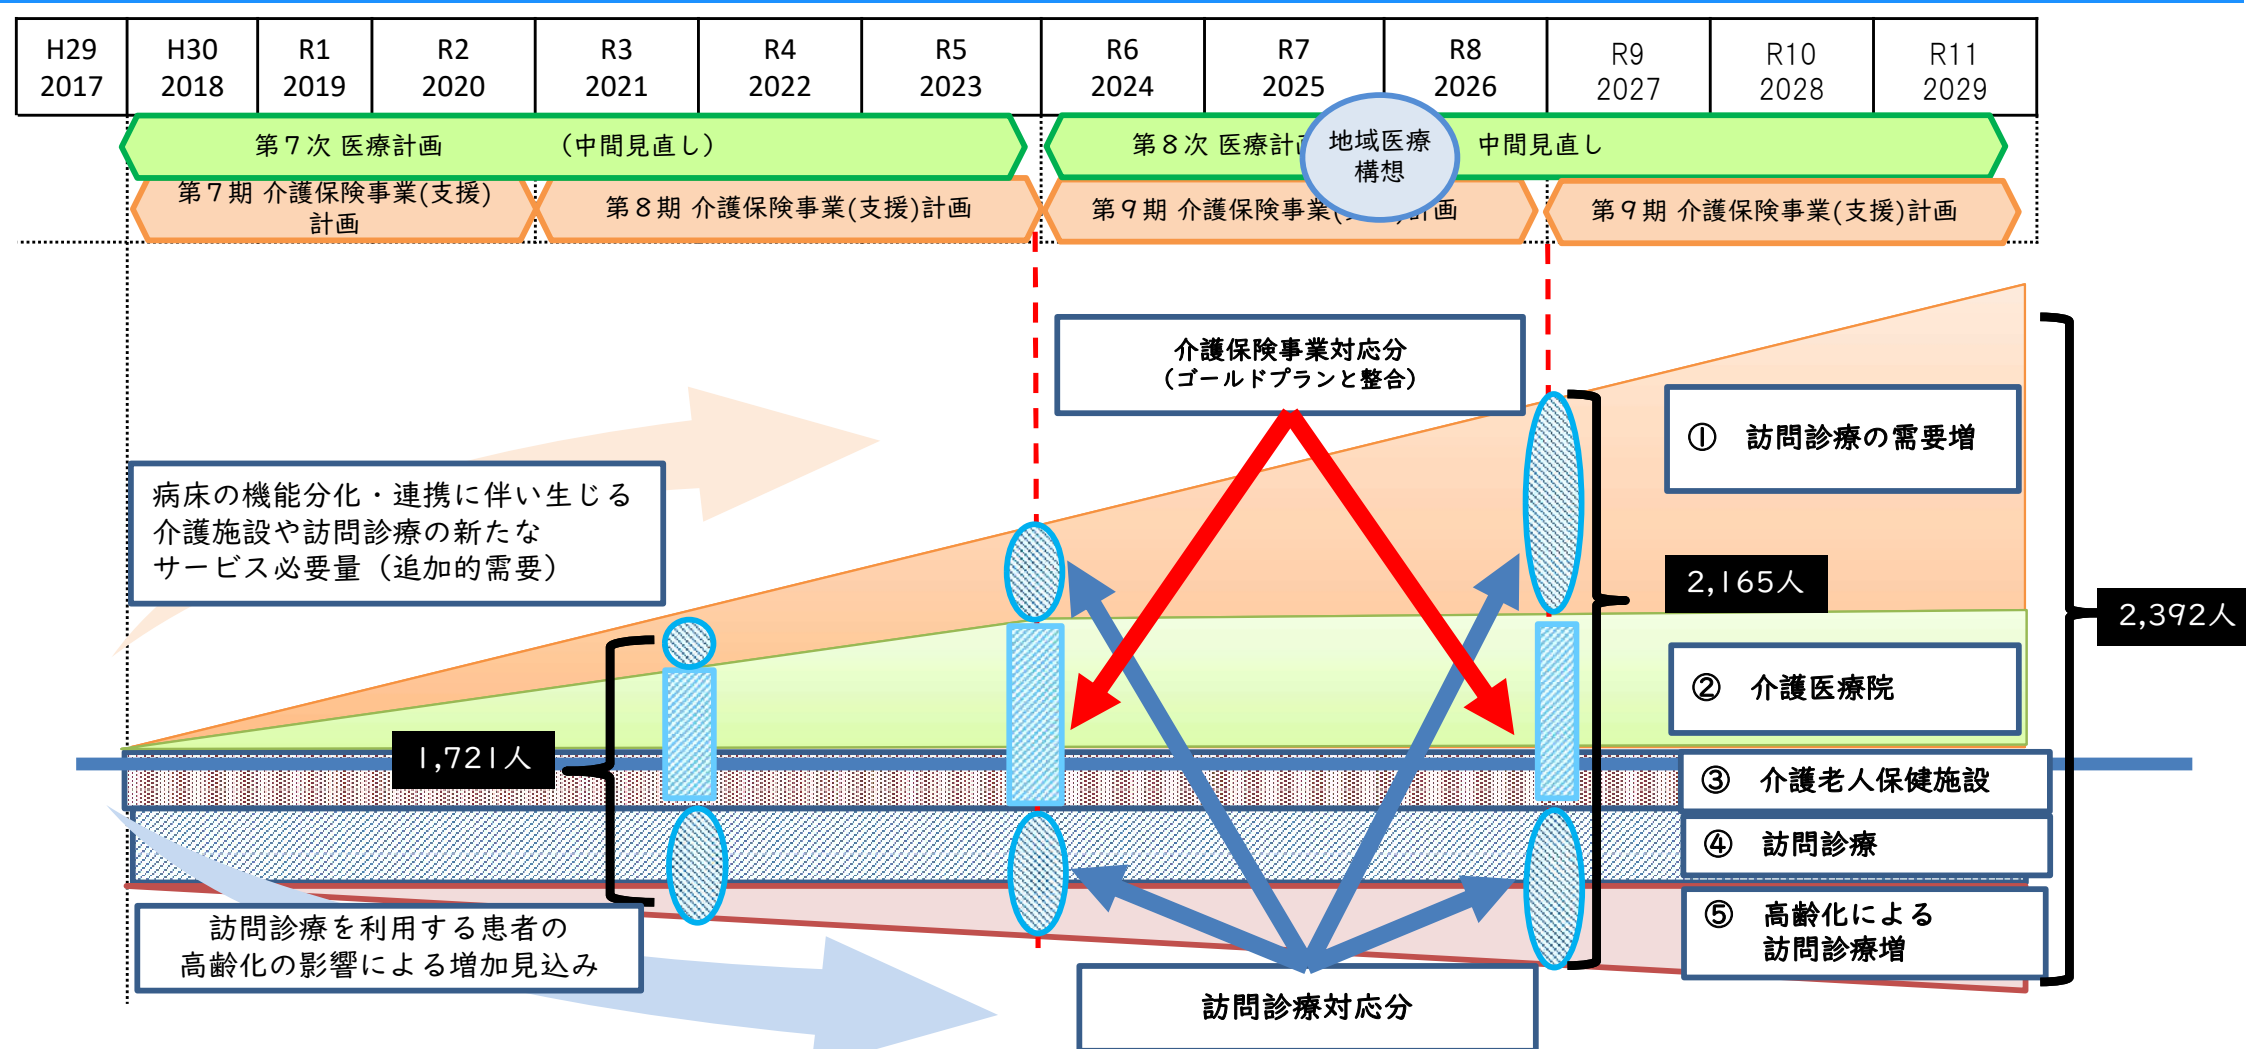 H29 H30 R1 R2 R3 R4 R5 R6 R7 R8 R9 R10 R11
2017 2018 2019 2020 2021 2022 2023 2024 2025 2026 2027 2028 2029
第7次 医療計画 （中間見直し）
第8次 医療計
地域医療
構想
中間見直し
第7期 介護保険事業(支援)
計画
第8期 介護保険事業(支援)計画
第9期 介護保険事業( 画
第9期 介護保険事業(支援)計画
介護保険事業対応分
（ゴールドプランと整合）
① 訪問診療の需要増
病床の機能分化・連携に伴い生じる
介護施設や訪問診療の新たな
サービス必要量（追加的需要）
2,165人
2,392人
② 介護医療院
1,721人
③ 介護老人保健施設
④ 訪問診療
⑤ 高齢化による
訪問診療増
訪問診療を利用する患者の
高齢化の影響による増加見込み
訪問診療対応分